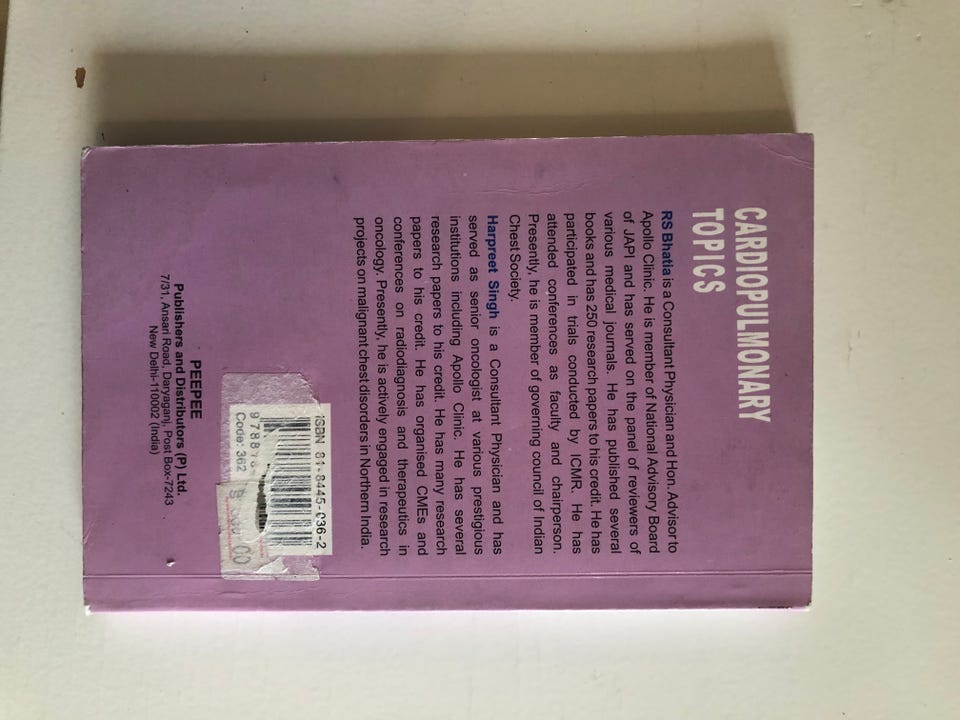 CARDIOPULMONARY
TOPICS
RS Bhatia is a Consultant Physician and Hon. Advisor to
Apollo Clinic. He is member of National Advisory Board
of JAPI and has served on the panel of reviewers of
various medical journals. He has published several
books and has 250 research papers to his credit. He has
participated in trials conducted by ICMR. He has
attended conferences as faculty and chairperson.
Presently, he is member of governing council of Indian
Chest Society.
Harpreet Singh is a Consultant Physician and has
served as senior oncologist at various prestigious
institutions including Apollo Clinic. He has several
research papers to his credit. He has many research
papers to his credit. He has organised CMEs and
conferences on radiodiagnosis and therapeutics in
oncology. Presently, he is actively engaged in research
projects on malignant chest disorders in Northern India.
ISBN 81-8445-036-2
Code: 362
PEEPEE
Publishers and Distributors (P) Ltd.
7/31, Ansari Road, Daryaganj, Post Box-7243
New Delhi-110002 (India)